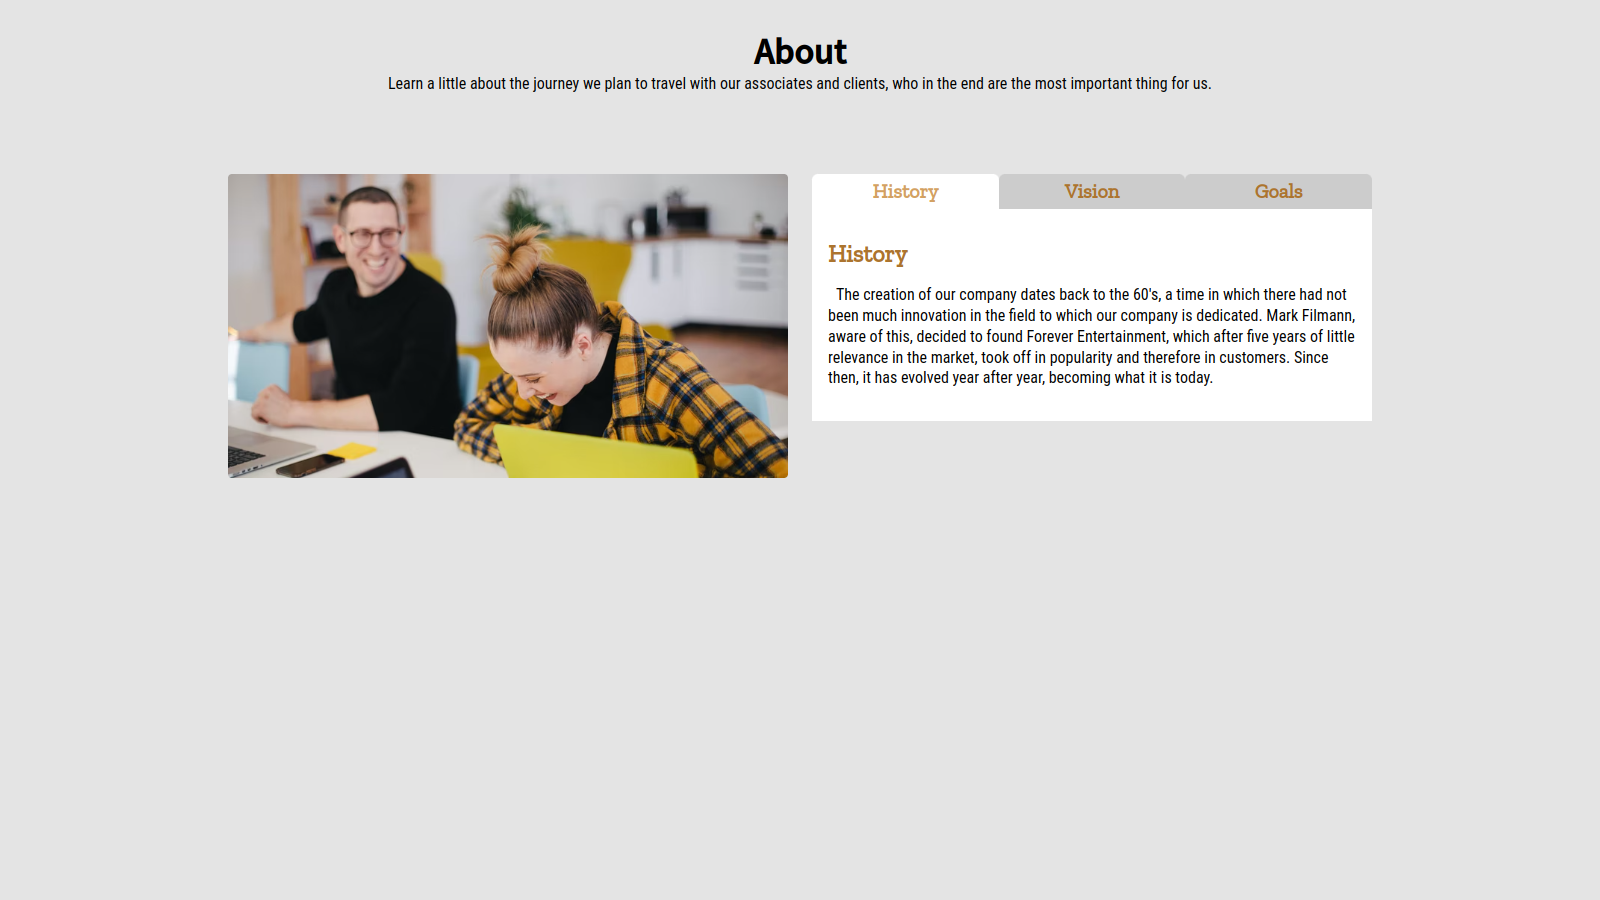 About
Learn a little about the journey we plan to travel with our associates and clients, who in the end are the most important thing for us.
History
Vision
Goals
History
The creation of our company dates back to the 60's, a time in which there had not
been much innovation in the field to which our company is dedicated. Mark Filmann,
aware of this, decided to found Forever Entertainment, which after five years of little
relevance in the market, took off in popularity and therefore in customers. Since
then, it has evolved year after year, becoming what it is today.